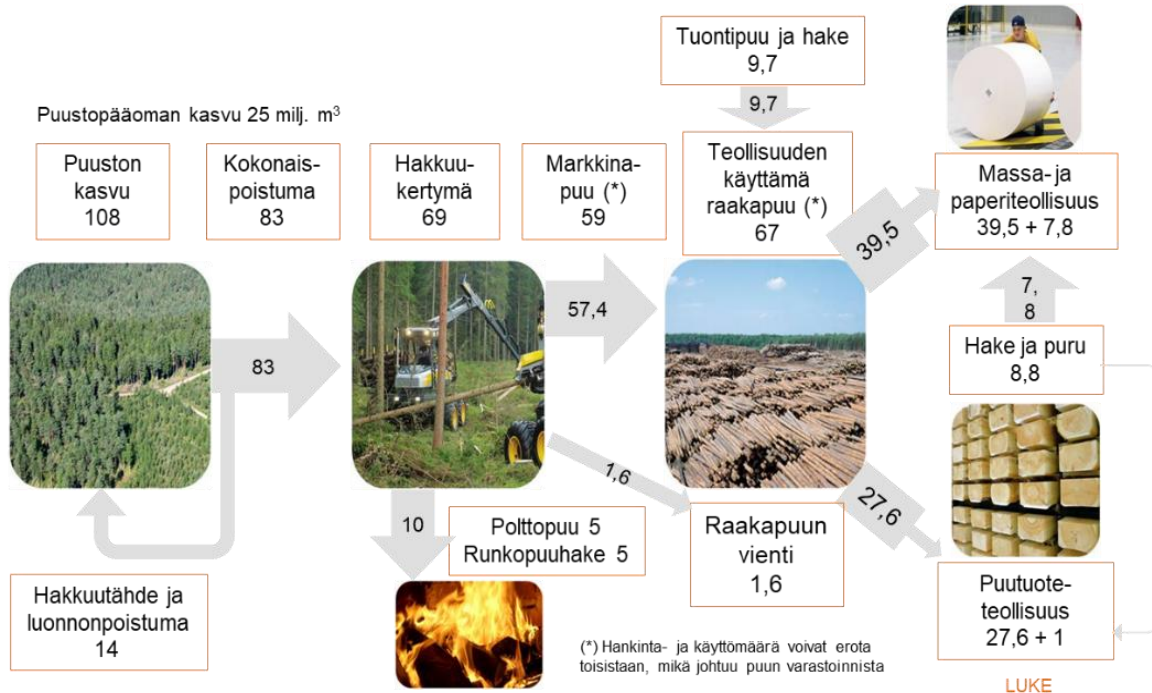 Tuontipuu ja hake
9,7
9,7
Puustopääoman kasvu 25 milj. m³
Puuston
kasvu
108
Kokonais-
poistuma
83
Hakkuu-
kertymä
69
Markkina-
puu (*)
59
Teollisuuden
käyttämä
raakapuu (*)
67
Massa- ja
paperiteollisuus
39,5 + 7,8
39,5
83
57,4
7,
8
Hake ja puru
8,8
1,6
27,6
10
Polttopuu 5
Runkopuuhake 5
Raakapuun
vienti
1,6
Hakkuutähde ja
luonnonpoistuma
14
Puutuote-
teollisuus
27,6 + 1
(*) Hankinta- ja käyttömäärä voivat erota
toisistaan, mikä johtuu puun varastoinnista
LUKE